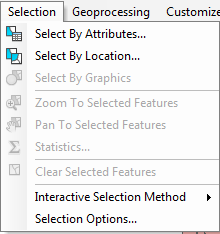 Selection Geoprocessing Customize
Select By Attributes...
Select By Location...
Select By Graphics
Zoom To Selected Features
Pan To Selected Features
Statistics...
Clear Selected Features
Interactive Selection Method
Selection Options...